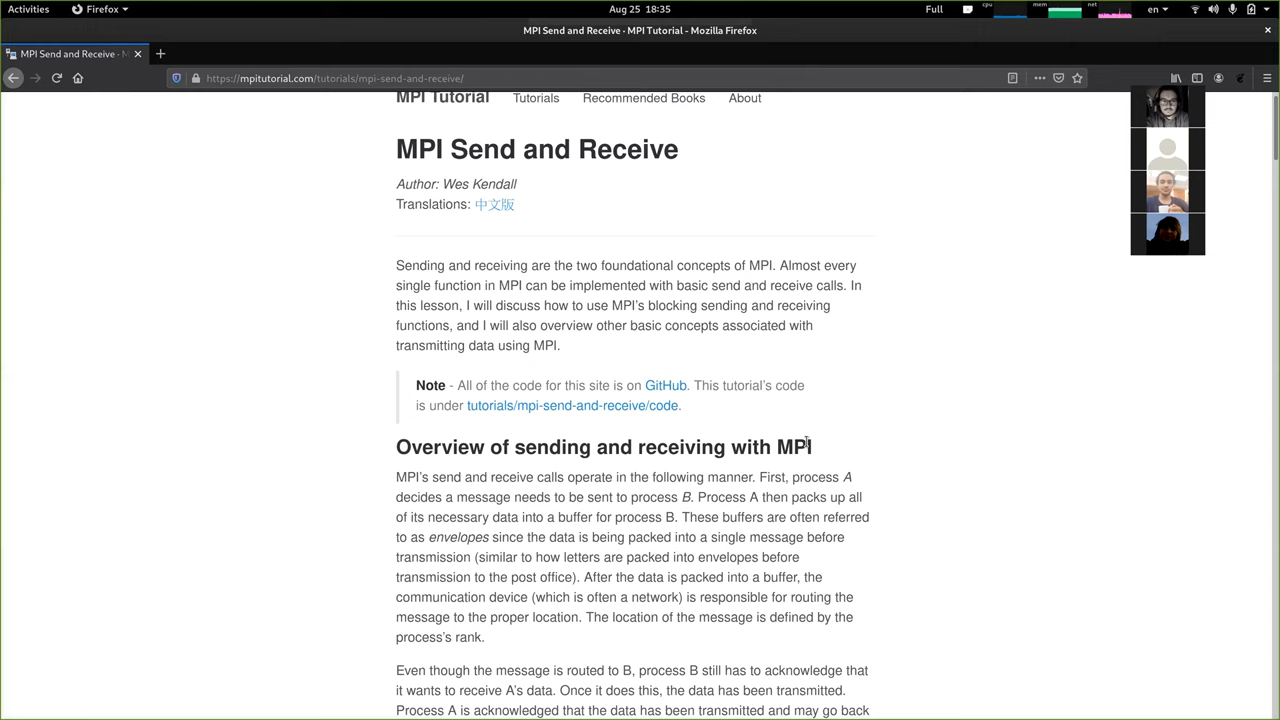 Activities Firefox Aug 25 18:35 Full cpu mem net en
MPI Send and Receive · MPI Tutorial - Mozilla Firefox
MPI Send and Receive · M
https://mpitutorial.com/tutorials/mpi-send-and-receive/
MPI Tutorial Tutorials Recommended Books About
MPI Send and Receive
Author: Wes Kendall
Translations: 中文版
Sending and receiving are the two foundational concepts of MPI. Almost every
single function in MPI can be implemented with basic send and receive calls. In
this lesson, I will discuss how to use MPI’s blocking sending and receiving
functions, and I will also overview other basic concepts associated with
transmitting data using MPI.
Note - All of the code for this site is on GitHub. This tutorial’s code
is under tutorials/mpi-send-and-receive/code.
Overview of sending and receiving with MPI
MPI’s send and receive calls operate in the following manner. First, process A
decides a message needs to be sent to process B. Process A then packs up all
of its necessary data into a buffer for process B. These buffers are often referred
to as envelopes since the data is being packed into a single message before
transmission (similar to how letters are packed into envelopes before
transmission to the post office). After the data is packed into a buffer, the
communication device (which is often a network) is responsible for routing the
message to the proper location. The location of the message is defined by the
process’s rank.
Even though the message is routed to B, process B still has to acknowledge that
it wants to receive A’s data. Once it does this, the data has been transmitted.
Process A is acknowledged that the data has been transmitted and may go back